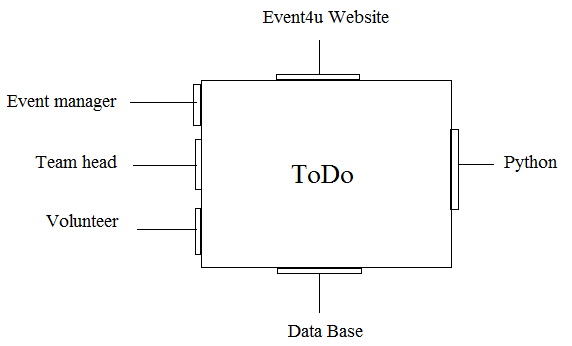 Event4u Website
Event manager
Team head
ToDo
Python
Volunteer
Data Base